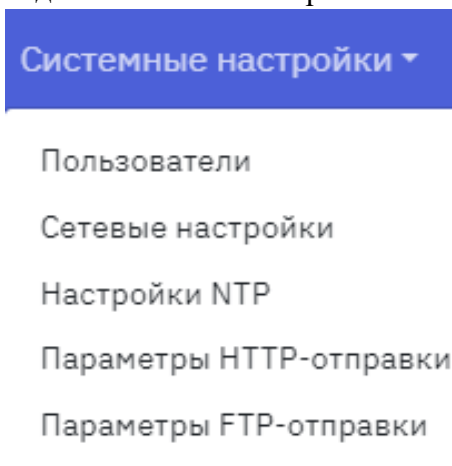 Системные настройки
Пользователи
Сетевые настройки
Настройки NTP
Параметры HTTP-отправки
Параметры FTP-отправки